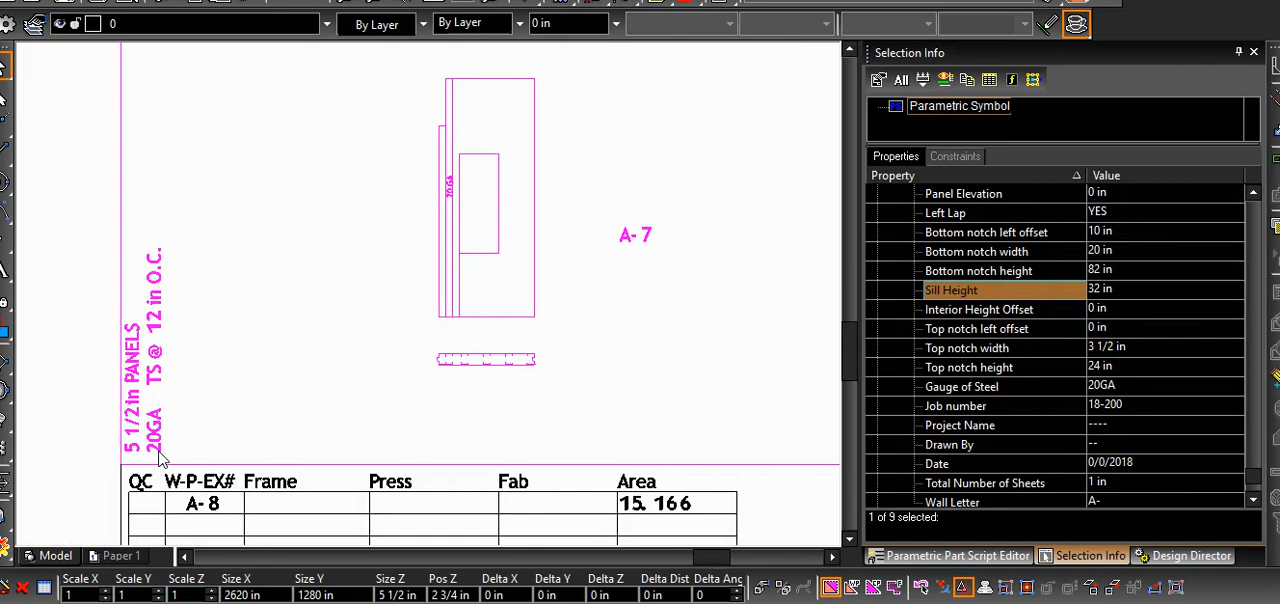 0
By Layer
By Layer
0 in
Selection Info
All
Parametric Symbol
Properties
Constraints
Property
Value
Panel Elevation
0 in
Left Lap
YES
Bottom notch left offset
10 in
Bottom notch width
20 in
Bottom notch height
82 in
Sill Height
32 in
Interior Height Offset
0 in
Top notch left offset
0 in
Top notch width
3 1/2 in
Top notch height
24 in
Gauge of Steel
20GA
Job number
18-200
Project Name
----
Drawn By
--
Date
0/0/2018
Total Number of Sheets
1 in
Wall Letter
A-
1 of 9 selected:
Parametric Part Script Editor
Selection Info
Design Director
20 GA
A- 7
5 1/2 in PANELS
20GA TS @ 12 in O.C.
QC W-P-EX# Frame Press Fab Area
A- 8 15. 166
Model
Paper 1
Scale X
Scale Y
Scale Z
Size X
Size Y
Size Z
Pos Z
Delta X
Delta Y
Delta Z
Delta Dist
Delta Ang
1
1
1
2620 in
1280 in
5 1/2 in
2 3/4 in
0 in
0 in
0 in
0 in
0